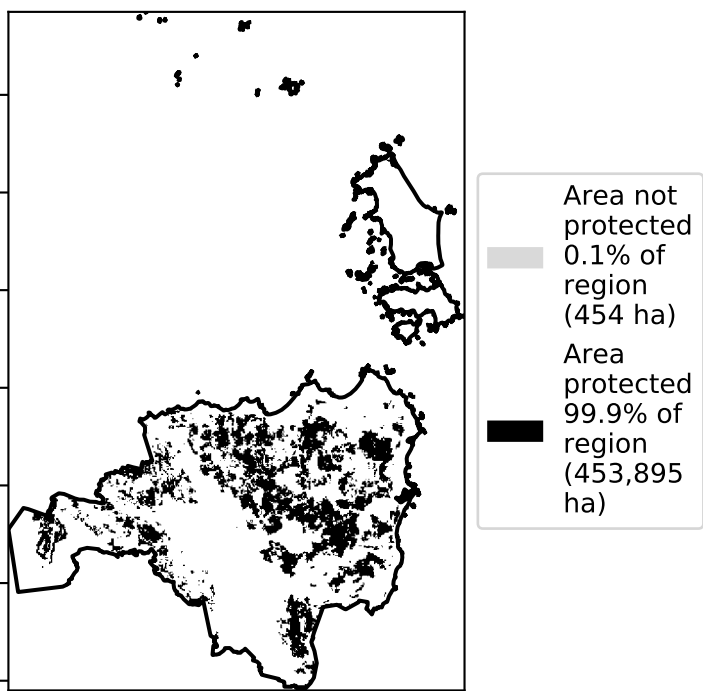 Area not
protected
0.1% of
region
(454 ha)
Area
protected
99.9% of
region
(453,895
ha)